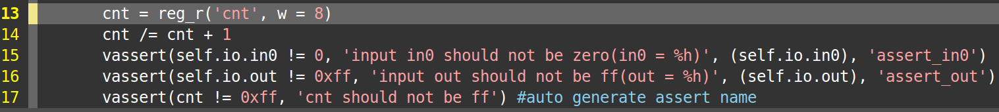 13 cnt = reg_r('cnt', w = 8)
14 cnt /= cnt + 1
15 vassert(self.io.in0 != 0, 'input in0 should not be zero(in0 = %h)', (self.io.in0), 'assert_in0')
16 vassert(self.io.out != 0xff, 'input out should not be ff(out = %h)', (self.io.out), 'assert_out')
17 vassert(cnt != 0xff, 'cnt should not be ff') #auto generate assert name